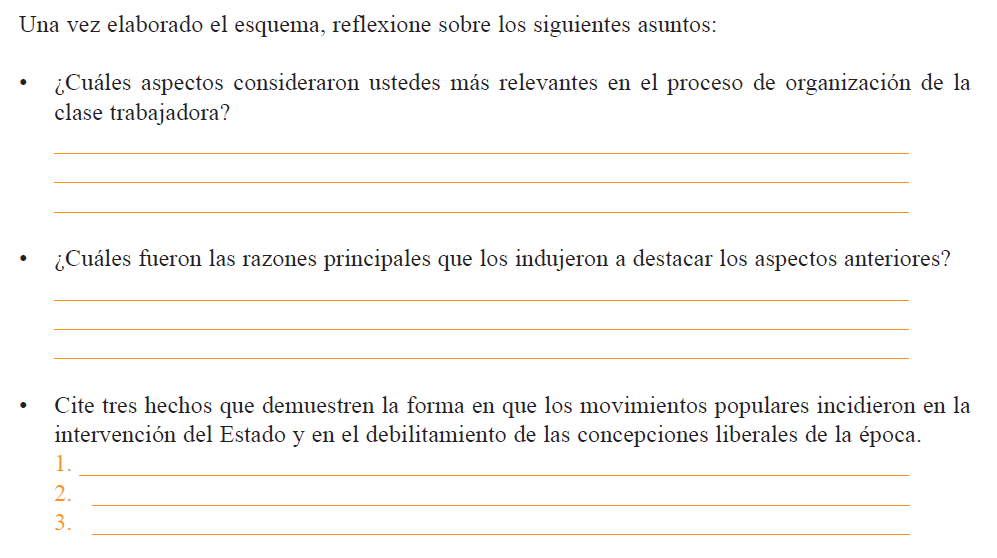 Una vez elaborado el esquema, reflexione sobre los siguientes asuntos:
• ¿Cuáles aspectos consideraron ustedes más relevantes en el proceso de organización de la
clase trabajadora?
• ¿Cuáles fueron las razones principales que los indujeron a destacar los aspectos anteriores?
• Cite tres hechos que demuestren la forma en que los movimientos populares incidieron en la
intervención del Estado y en el debilitamiento de las concepciones liberales de la época.
1.
2.
3.